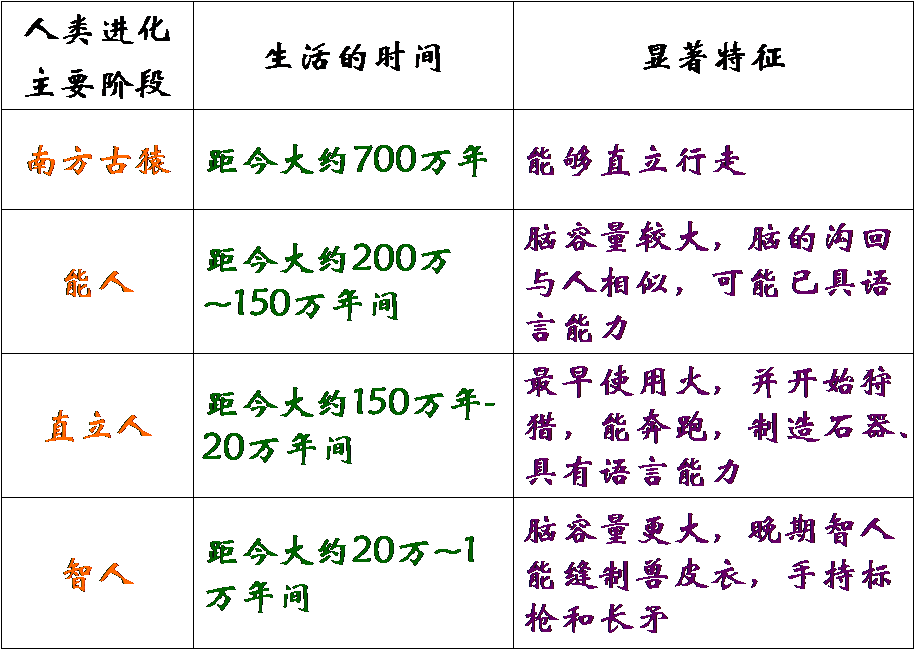 人类进化
主要阶段
生活的时间
显著特征
南方古猿
距今大约700万年
能够直立行走
能人
距今大约200万
~150万年间
脑容量较大，脑的沟回
与人相似，可能已具语
言能力
直立人
距今大约150万年-
20万年间
最早使用火，并开始狩
猎，能奔跑，制造石器、
具有语言能力
智人
距今大约20万~1
万年间
脑容量更大，晚期智人
能缝制兽皮衣，手持标
枪和长矛